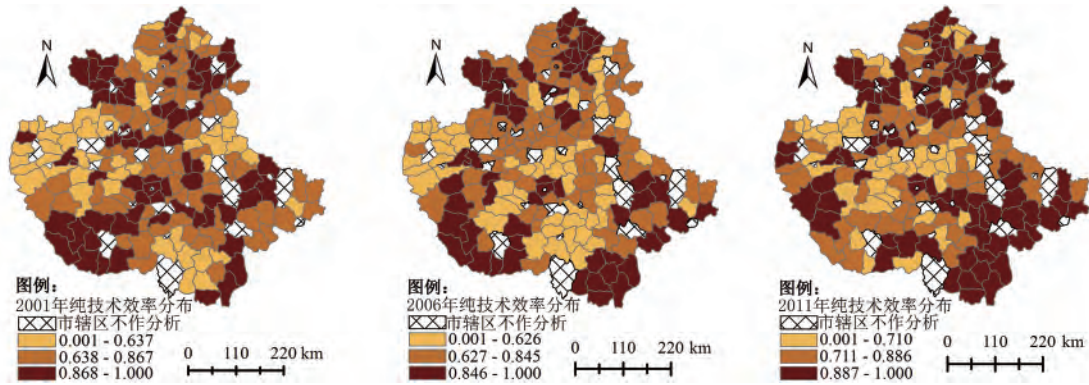 N
图例：
2001年纯技术效率分布
市辖区不作分析
0.001 - 0.637
0.638 - 0.867
0.868 - 1.000
0 110 220 km
N
图例：
2006年纯技术效率分布
市辖区不作分析
0.001 - 0.626
0.627 - 0.845
0.846 - 1.000
0 110 220 km
N
图例：
2011年纯技术效率分布
市辖区不作分析
0.001 - 0.710
0.711 - 0.886
0.887 - 1.000
0 110 220 km